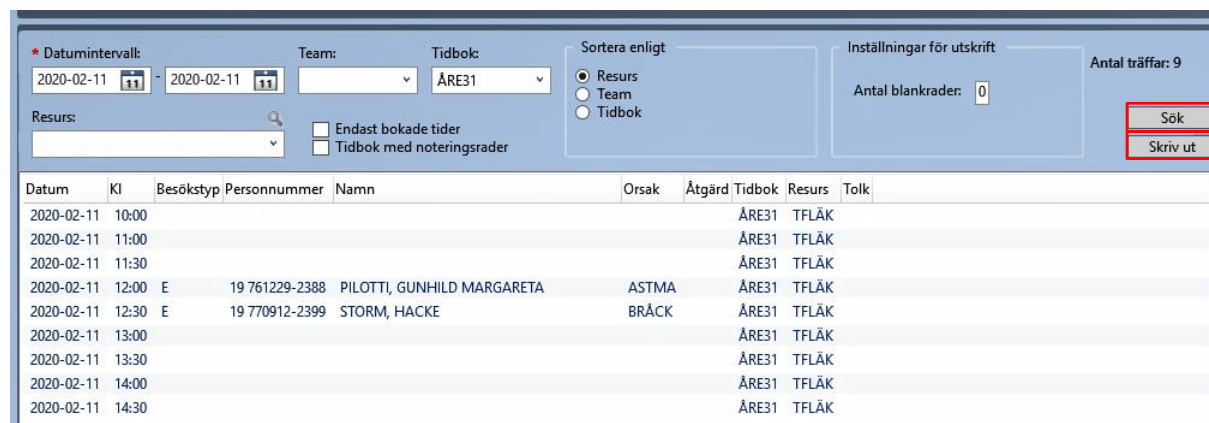 * Datumintervall: Team: Tidbok: Sortera enligt Inställningar för utskrift Antal träffar: 9
2020-02-11 11 - 2020-02-11 11 ÅRE31 Resurs
Team Antal blankrader: 0
Resurs: Tidbok Sök
Endast bokade tider
Tidbok med noteringsrader Skriv ut
Datum Kl Besökstyp Personnummer Namn Orsak Åtgärd Tidbok Resurs Tolk
2020-02-11 10:00 ÅRE31 TFLÄK
2020-02-11 11:00 ÅRE31 TFLÄK
2020-02-11 11:30 ÅRE31 TFLÄK
2020-02-11 12:00 E 19 761229-2388 PILOTTI, GUNHILD MARGARETA ASTMA ÅRE31 TFLÄK
2020-02-11 12:30 E 19 770912-2399 STORM, HACKE BRÅCK ÅRE31 TFLÄK
2020-02-11 13:00 ÅRE31 TFLÄK
2020-02-11 13:30 ÅRE31 TFLÄK
2020-02-11 14:00 ÅRE31 TFLÄK
2020-02-11 14:30 ÅRE31 TFLÄK